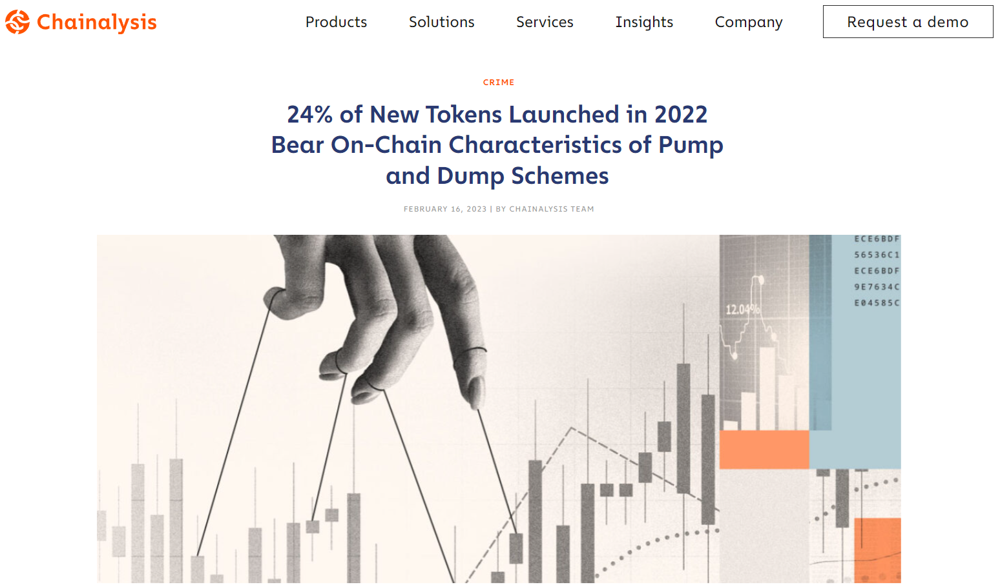 Chainalysis
Products
Solutions
Services
Insights
Company
Request a demo
CRIME
24% of New Tokens Launched in 2022
Bear On-Chain Characteristics of Pump
and Dump Schemes
FEBRUARY 16, 2023 | BY CHAINALYSIS TEAM
ECE6BDF
56536C1
ECE6BDF
9E7634C
E04585C
12.04%